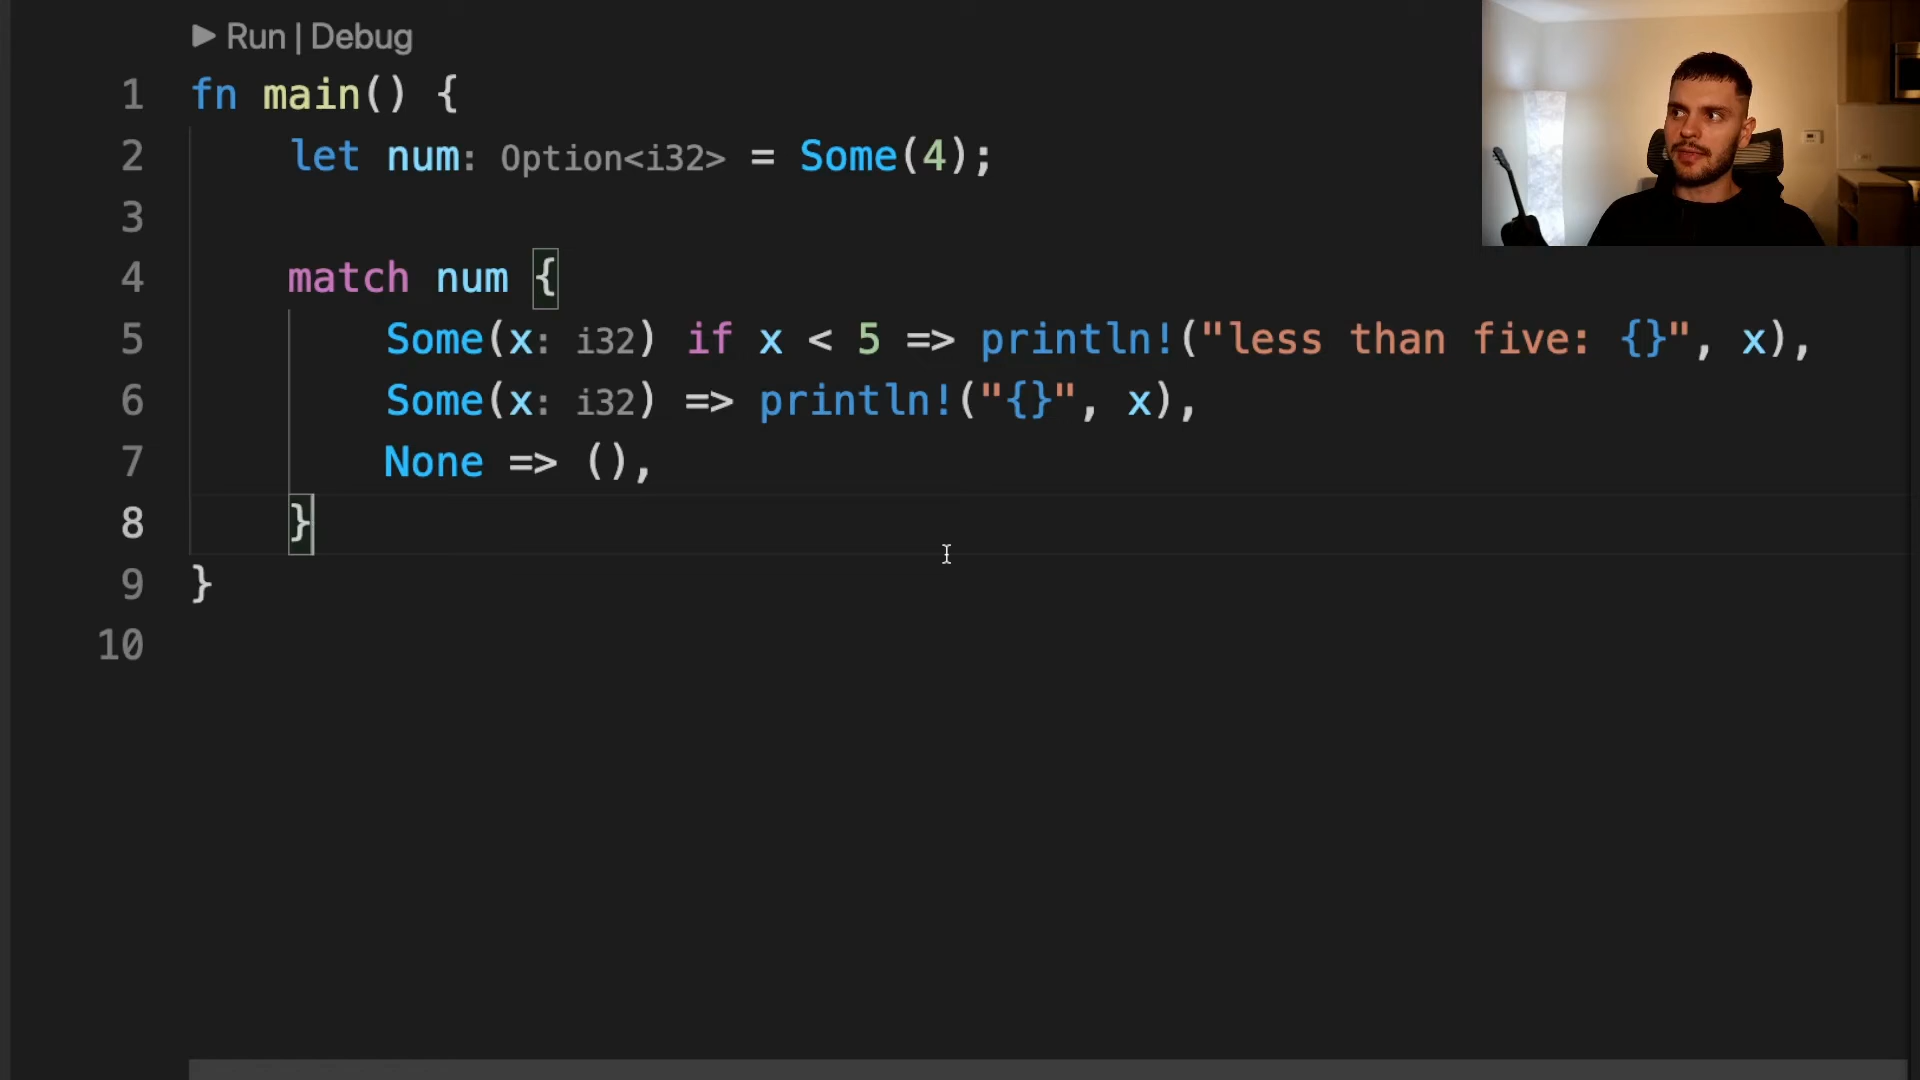 ▶ Run | Debug
1 fn main() {
2 let num: Option<i32> = Some(4);
3
4 match num {
5 Some(x: i32) if x < 5 => println!("less than five: {}", x),
6 Some(x: i32) => println!("{}", x),
7 None => (),
8 }
9 }
10